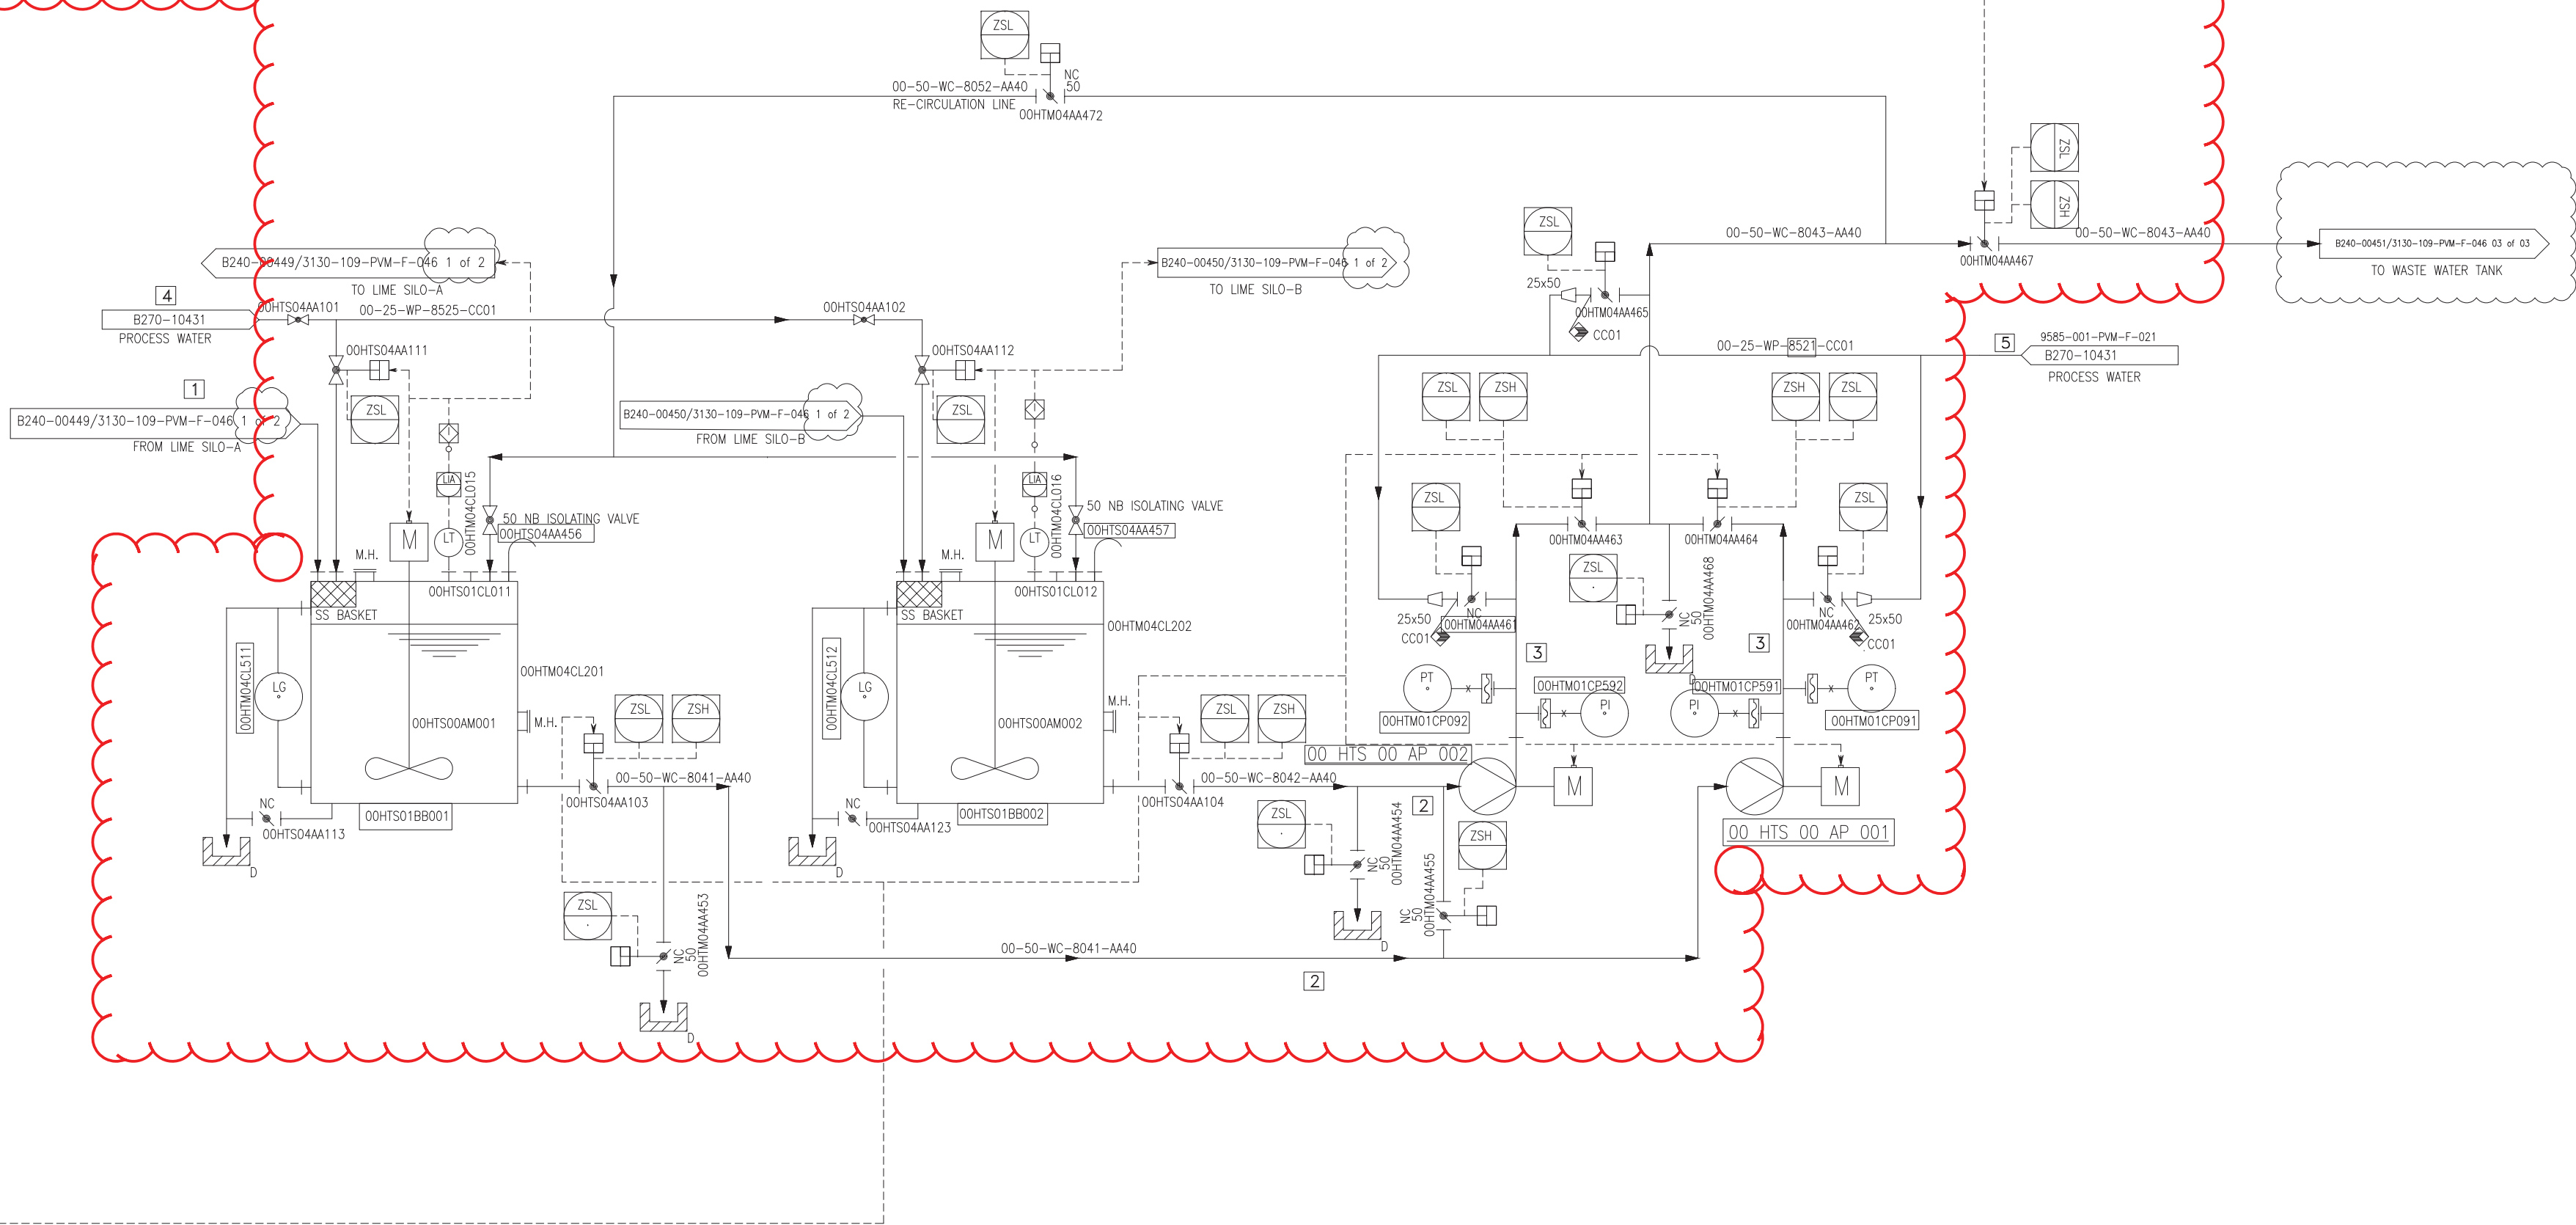 ZSL
NC
50
00-50-WC-8052-AA40
RE-CIRCULATION LINE
00HTM04AA472
ZSL
ZSH
ZSL
00-50-WC-8043-AA40
00-50-WC-8043-AA40
B240-00451/3130-109-PVM-F-046 03 of 03
TO WASTE WATER TANK
00HTM04AA467
B240-00449/3130-109-PVM-F-046 1 of 2
TO LIME SILO-A
B240-00450/3130-109-PVM-F-046 1 of 2
TO LIME SILO-B
25x50
00HTM04AA465
CC01
4
00HTS04AA101
00-25-WP-8525-CC01
00HTS04AA102
B270-10431
PROCESS WATER
00HTS04AA111
00HTS04AA112
00-25-WP-8521-CC01
5
9585-001-PVM-F-021
B270-10431
PROCESS WATER
1
B240-00449/3130-109-PVM-F-046 1 of 2
FROM LIME SILO-A
ZSL
B240-00450/3130-109-PVM-F-046 1 of 2
FROM LIME SILO-B
ZSL
ZSL
ZSH
ZSH
ZSL
LIA
00HTM04CL015
LIA
00HTM04CL016
ZSL
ZSL
50 NB ISOLATING VALVE
00HTS04AA456
50 NB ISOLATING VALVE
00HTS04AA457
M
LT
M
LT
M.H.
M.H.
00HTM04AA463
00HTM04AA464
ZSL
NC
50
00HTM04AA468
00HTS01CL011
00HTS01CL012
SS BASKET
SS BASKET
00HTM04CL202
NC
25x50
00HTM04AA461
CC01
NC
25x50
00HTM04AA462
CC01
3
3
00HTM04CL511
LG
00HTM04CL201
00HTM04CL512
LG
PT
00HTM01CP592
D
00HTM01CP591
PT
00HTM01CP092
PI
PI
00HTM01CP091
00HTS00AM001
M.H.
ZSL
ZSH
00HTS00AM002
M.H.
ZSL
ZSH
00 HTS 00 AP 002
00-50-WC-8041-AA40
00-50-WC-8042-AA40
M
M
00HTS04AA103
00HTS04AA104
2
NC
00HTS04AA113
00HTS01BB001
NC
00HTS04AA123
00HTS01BB002
ZSL
NC
50
00HTM04AA454
ZSH
00 HTS 00 AP 001
D
D
NC
50
00HTM04AA455
ZSL
NC
50
00HTM04AA453
D
00-50-WC-8041-AA40
2
D